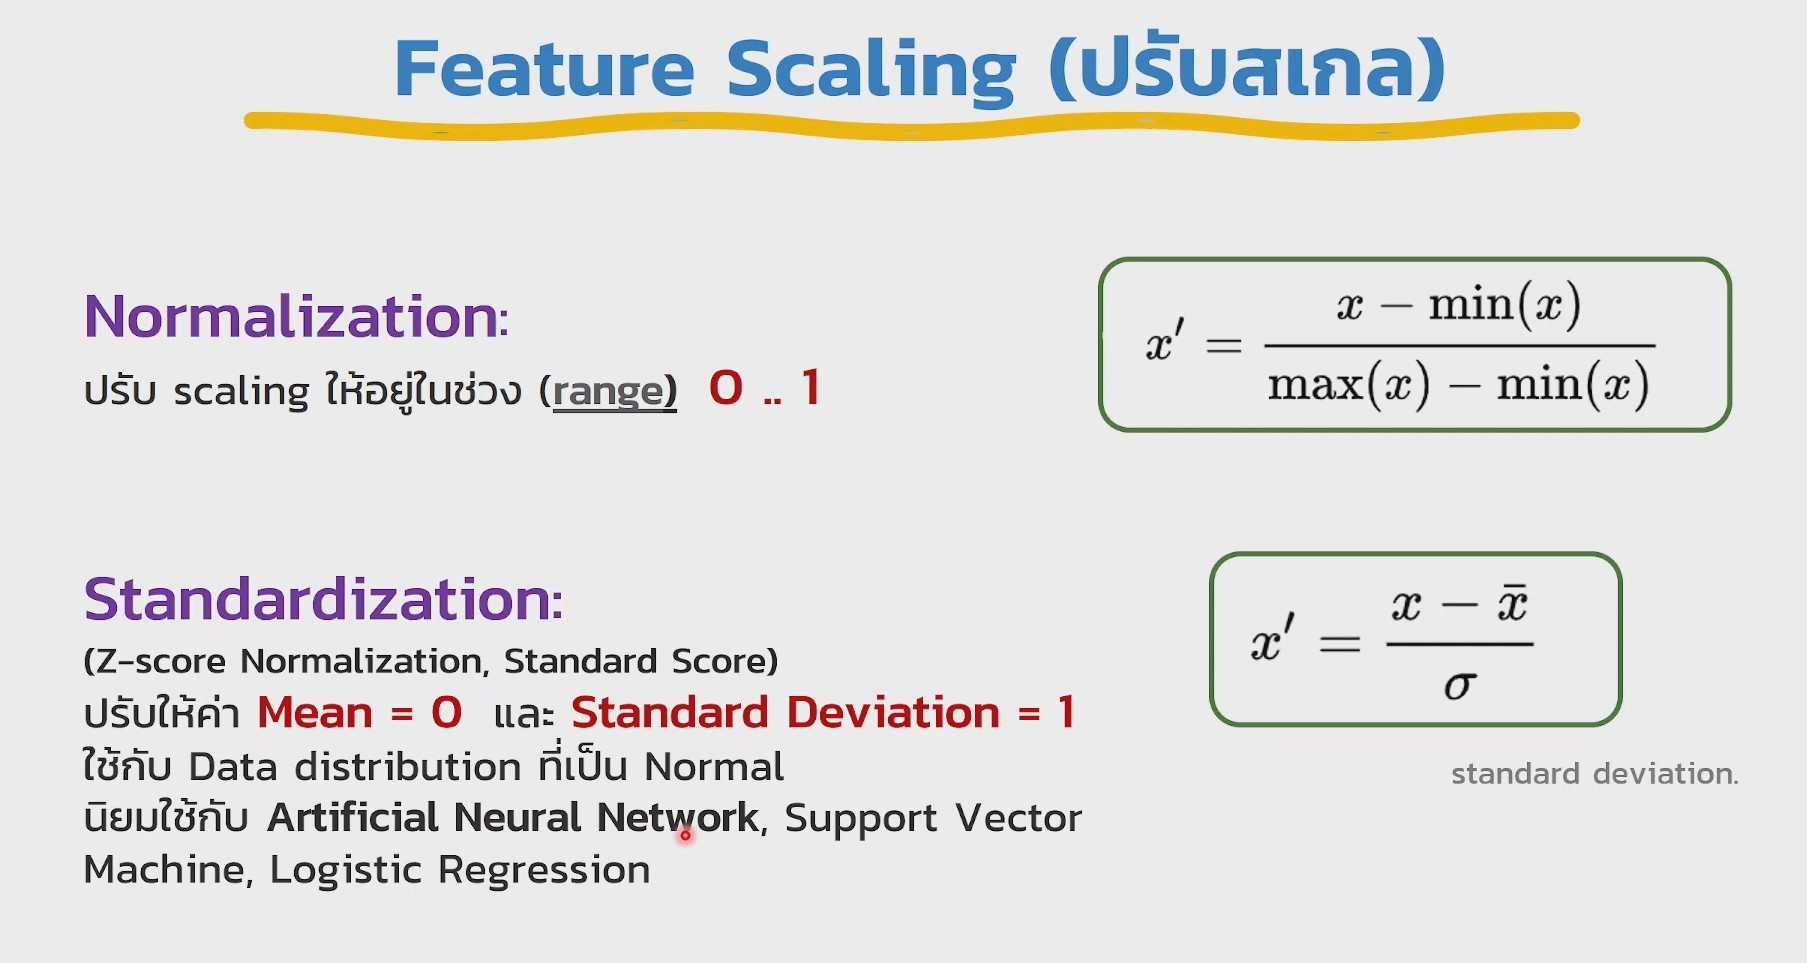 Feature Scaling (ปรับสเกล)
Normalization:
ปรับ scaling ให้อยู่ในช่วง (range) 0 .. 1
x′ = (x − min(x)) / (max(x) − min(x))
Standardization:
(Z-score Normalization, Standard Score)
ปรับให้ค่า Mean = 0 และ Standard Deviation = 1
ใช้กับ Data distribution ที่เป็น Normal
นิยมใช้กับ Artificial Neural Network, Support Vector
Machine, Logistic Regression
x′ = (x − x̄) / σ
standard deviation.